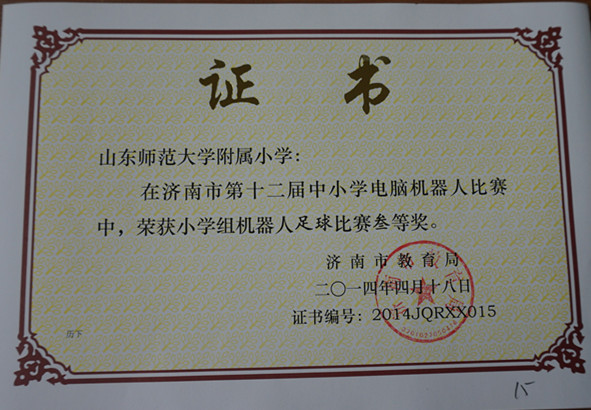 证书
山东师范大学附属小学:
在济南市第十二届中小学电脑机器人比赛
中，荣获小学组机器人足球比赛叁等奖。
济南市教育局
二〇一四年四月十八日
证书编号: 2014JQRXX015
历下
15